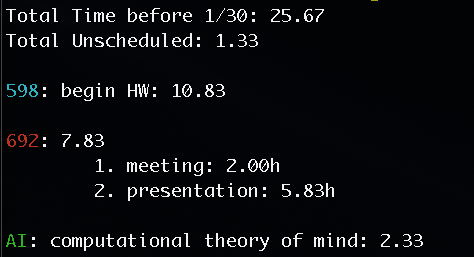 Total Time before 1/30: 25.67
Total Unscheduled: 1.33
598: begin HW: 10.83
692: 7.83
1. meeting: 2.00h
2. presentation: 5.83h
AI: computational theory of mind: 2.33